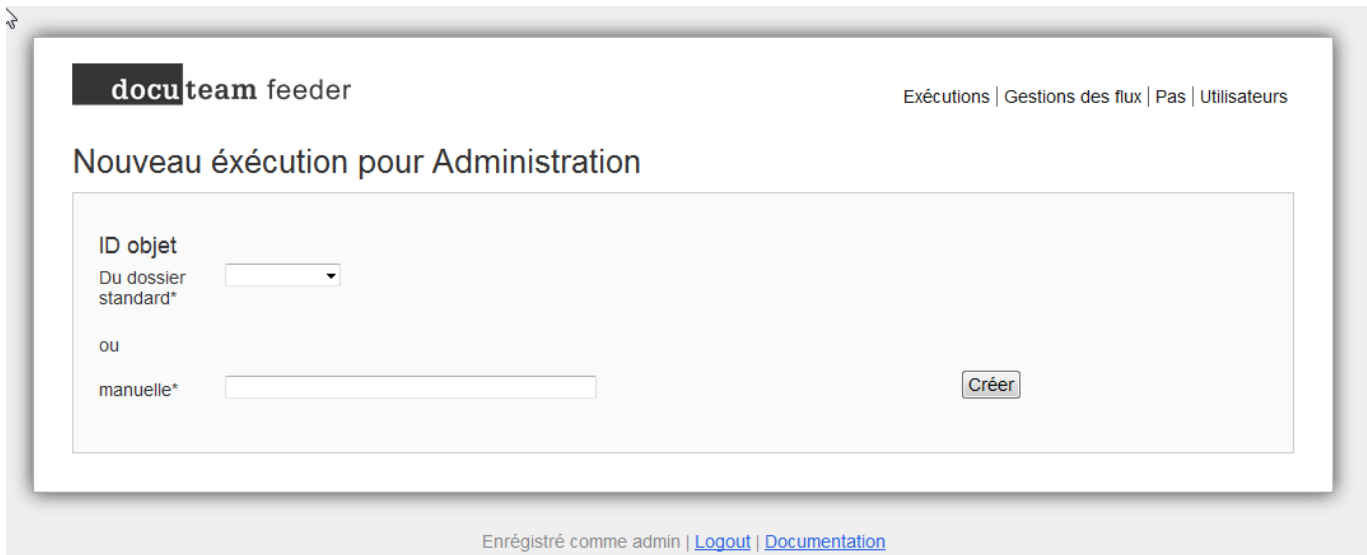 docuteam feeder
Exécutions | Gestions des flux | Pas | Utilisateurs
Nouveau éxécution pour Administration
ID objet
Du dossier
standard*
ou
manuelle*
Créer
Enrégistré comme admin | Logout | Documentation